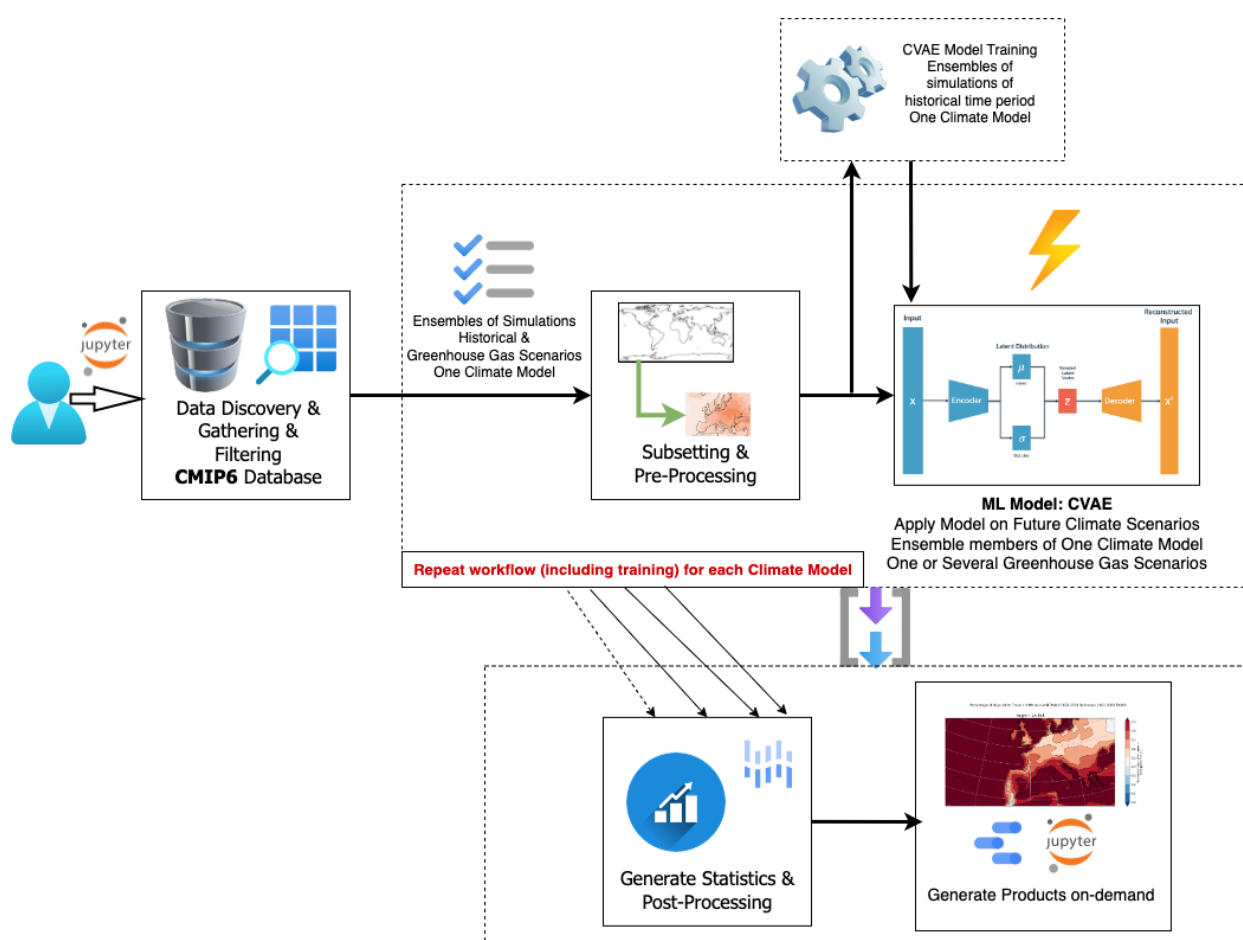 CVAE Model Training
Ensembles of
simulations of
historical time period
One Climate Model
jupyter
Data Discovery &
Gathering &
Filtering
CMIP6 Database
Ensembles of Simulations
Historical &
Greenhouse Gas Scenarios
One Climate Model
Subsetting &
Pre-Processing
Input
Reconstructed
Input
Latent Distribution
μ
Sampled
Latent
Vector
x
Encoder
z
Decoder
x'
σ
ML Model: CVAE
Apply Model on Future Climate Scenarios
Ensemble members of One Climate Model
One or Several Greenhouse Gas Scenarios
Repeat workflow (including training) for each Climate Model
Generate Statistics &
Post-Processing
jupyter
Generate Products on-demand